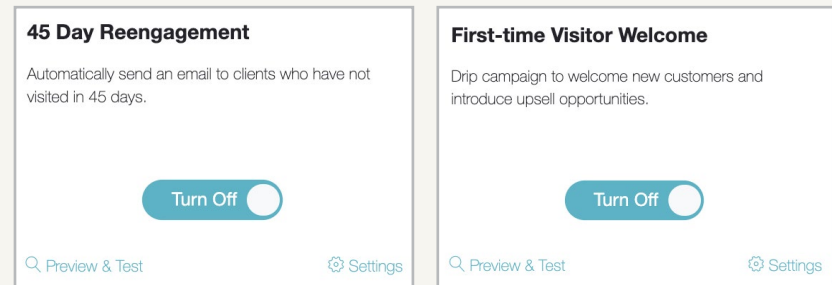 45 Day Reengagement
Automatically send an email to clients who have not
visited in 45 days.
Turn Off
Preview & Test
Settings
First-time Visitor Welcome
Drip campaign to welcome new customers and
introduce upsell opportunities.
Turn Off
Preview & Test
Settings